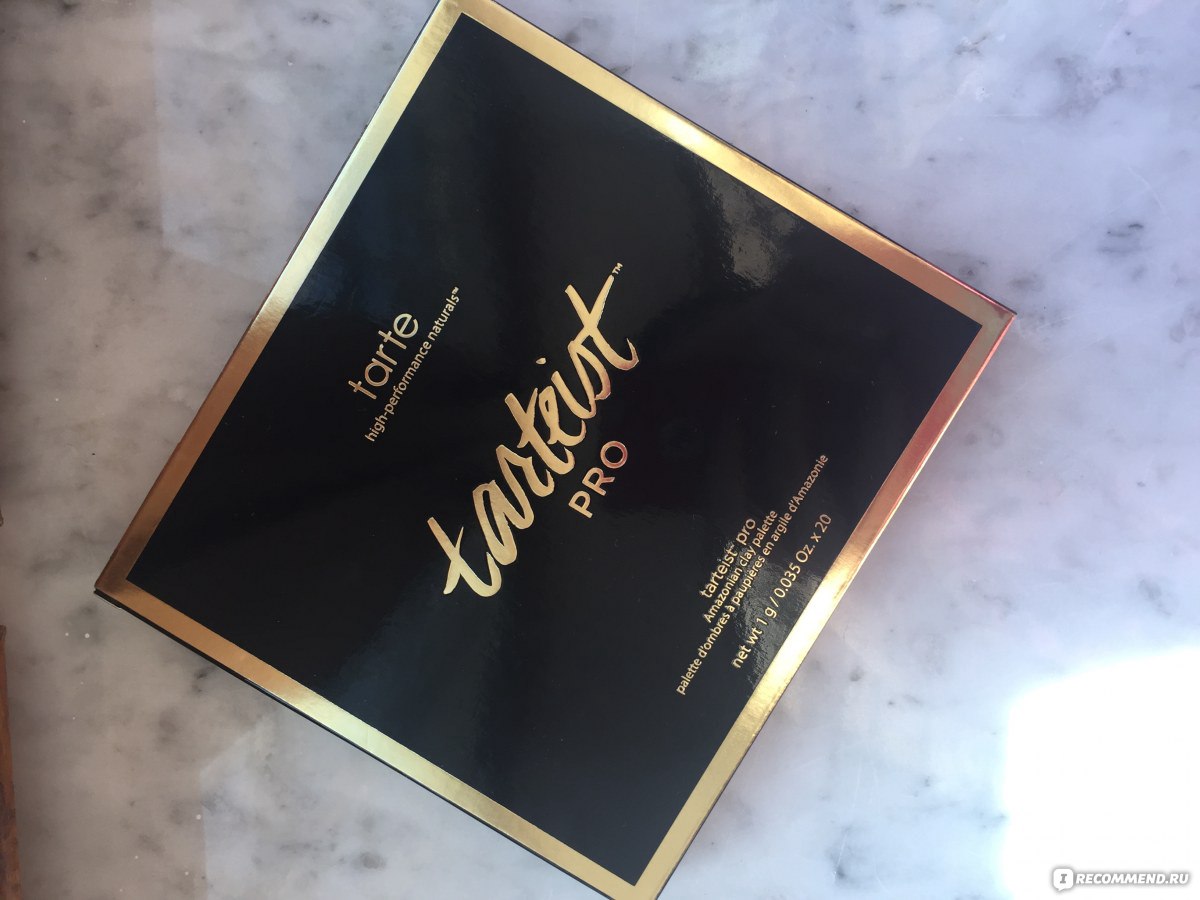 tarte
high-performance naturals™
tarteist™
PRO
tarteist™ pro
Amazonian clay palette
palette d'ombres à paupières en argile d'Amazonie
net wt 1 g / 0.035 Oz. x 20
I RECOMMEND.RU